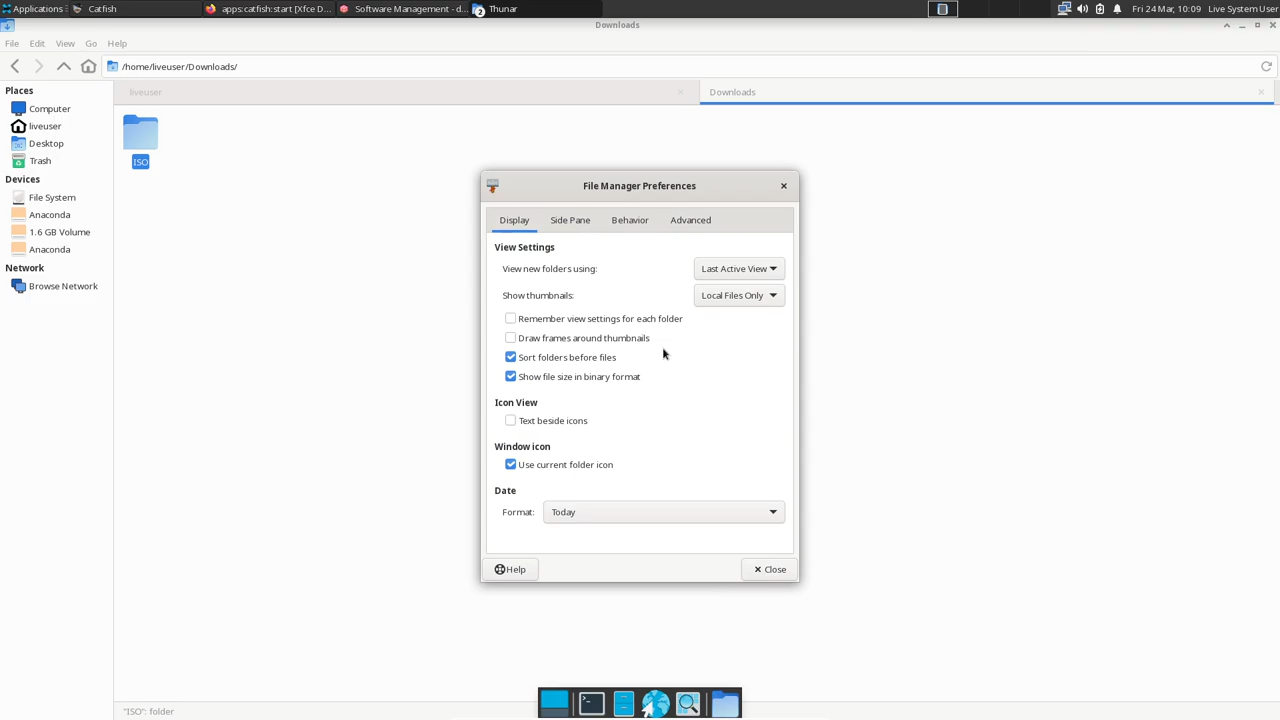 Applications
Catfish
apps:catfish:start [Xfce D...
Software Management - d...
2
Thunar
Fri 24 Mar, 10:09
Live System User
Downloads
File Edit View Go Help
/home/liveuser/Downloads/
Places
Computer
liveuser
Desktop
Trash
Devices
File System
Anaconda
1.6 GB Volume
Anaconda
Network
Browse Network
liveuser
Downloads
ISO
File Manager Preferences
Display Side Pane Behavior Advanced
View Settings
View new folders using: Last Active View
Show thumbnails: Local Files Only
Remember view settings for each folder
Draw frames around thumbnails
Sort folders before files
Show file size in binary format
Icon View
Text beside icons
Window icon
Use current folder icon
Date
Format: Today
Help
Close
"ISO": folder